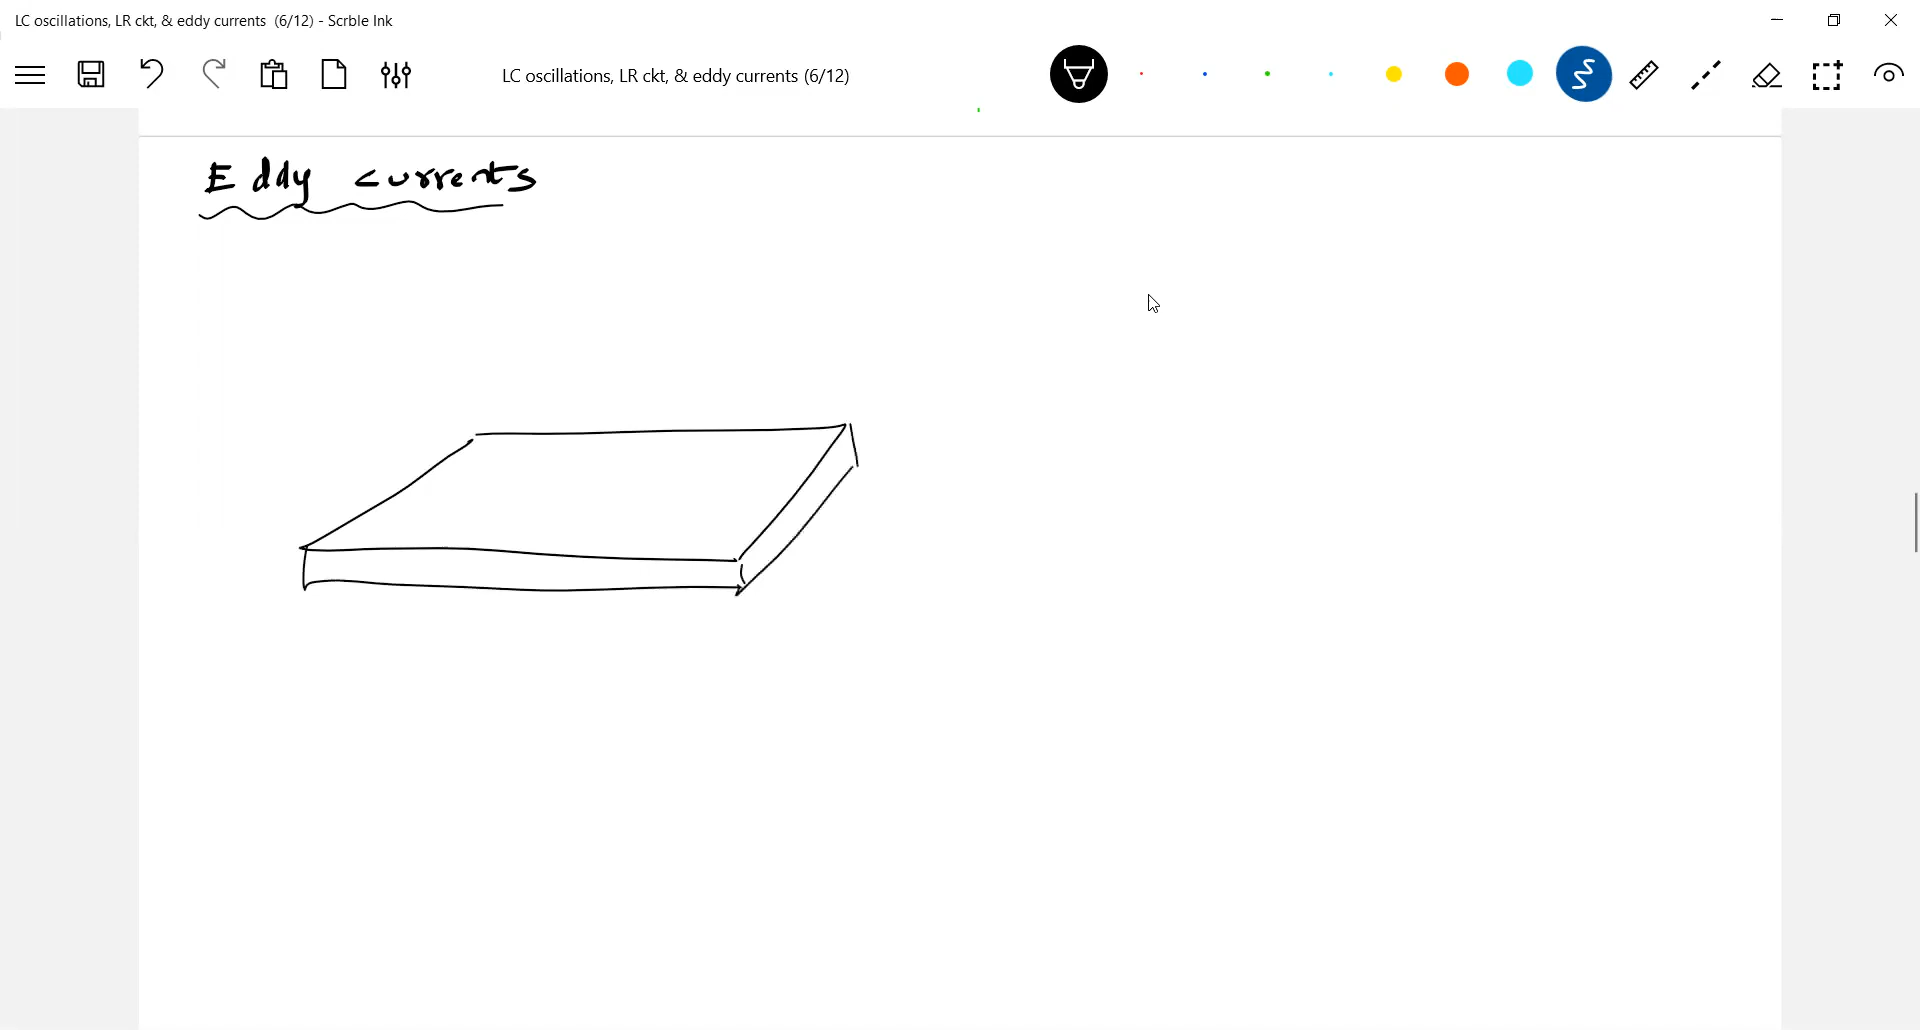 LC oscillations, LR ckt, & eddy currents (6/12) - Scrble Ink
LC oscillations, LR ckt, & eddy currents (6/12)
Eddy currents